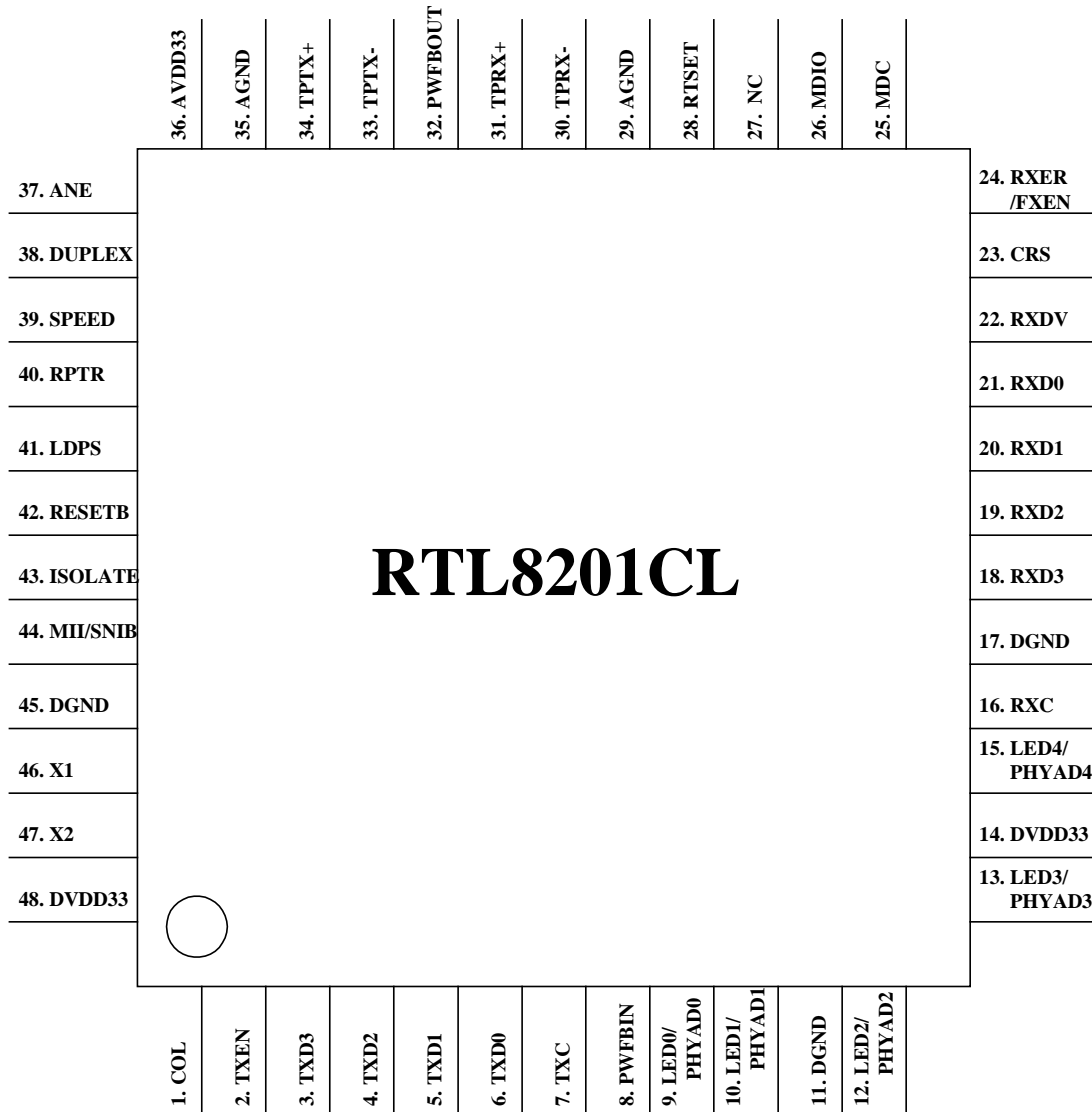 36. AVDD33
35. AGND
34. TPTX+
33. TPTX-
32. PWFBOUT
31. TPRX+
30. TPRX-
29. AGND
28. RTSET
27. NC
26. MDIO
25. MDC
37. ANE
38. DUPLEX
39. SPEED
40. RPTR
41. LDPS
42. RESETB
43. ISOLATE
44. MII/SNIB
45. DGND
46. X1
47. X2
48. DVDD33
RTL8201CL
24. RXER
/FXEN
23. CRS
22. RXDV
21. RXD0
20. RXD1
19. RXD2
18. RXD3
17. DGND
16. RXC
15. LED4/
PHYAD4
14. DVDD33
13. LED3/
PHYAD3
1. COL
2. TXEN
3. TXD3
4. TXD2
5. TXD1
6. TXD0
7. TXC
8. PWFBIN
9. LED0/
PHYAD0
10. LED1/
PHYAD1
11. DGND
12. LED2/
PHYAD2